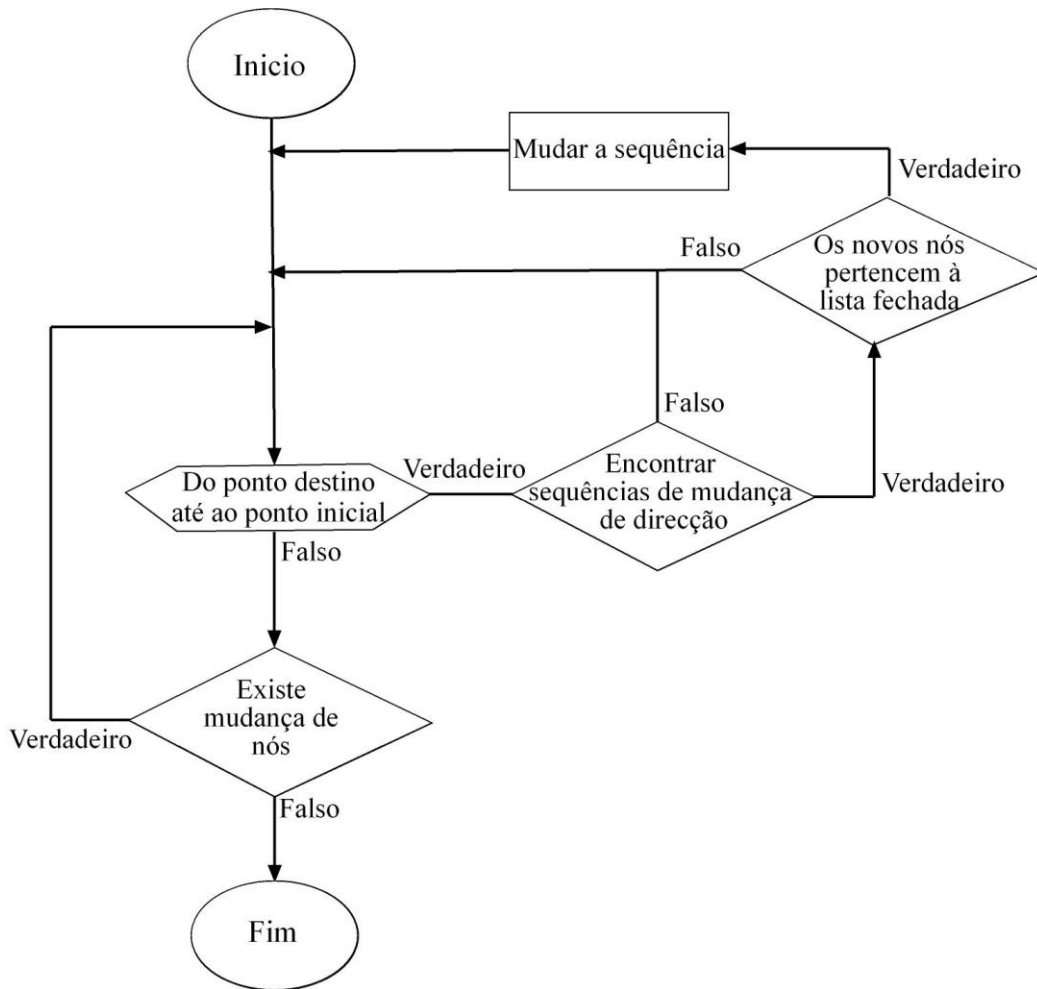 Inicio
Mudar a sequência
Verdadeiro
Falso
Os novos nós
pertencem à
lista fechada
Falso
Verdadeiro
Encontrar
sequências de mudança
de direcção
Verdadeiro
Do ponto destino
até ao ponto inicial
Falso
Existe
mudança de
nós
Verdadeiro
Falso
Fim